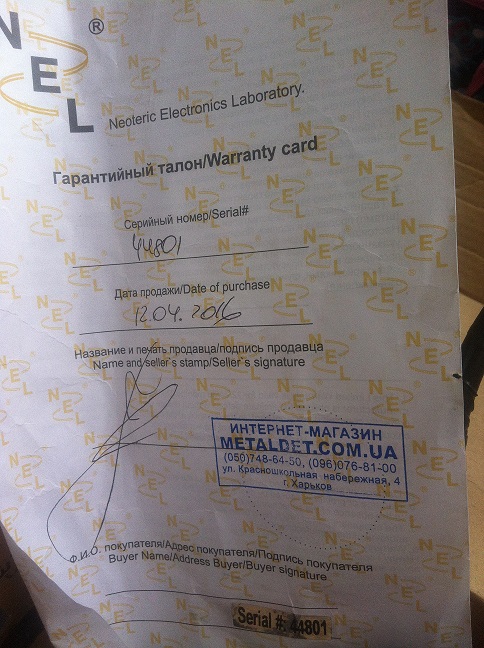 NEL®
Neoteric Electronics Laboratory.
Гарантийный талон/Warranty card
Серийный номер/Serial#
44801
Дата продажи/Date of purchase
12.04.2016
Название и печать продавца/подпись продавца
Name and seller`s stamp/Seller`s signature
ИНТЕРНЕТ-МАГАЗИН
METALDET.COM.UA
(050)748-64-50, (096)076-81-00
ул. Красношкольная набережная, 4
г. Харьков
Ф.И.О. покупателя/Адрес покупателя/Подпись покупателя
Buyer Name/Address Buyer/Buyer signature
Serial #: 44801